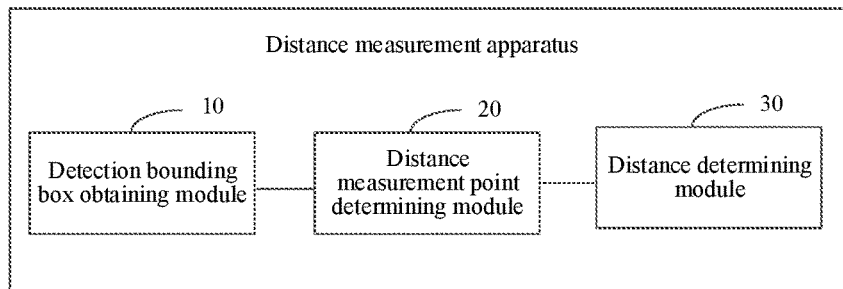 Distance measurement apparatus
10
20
30
Detection bounding
box obtaining module
Distance
measurement point
determining module
Distance determining
module